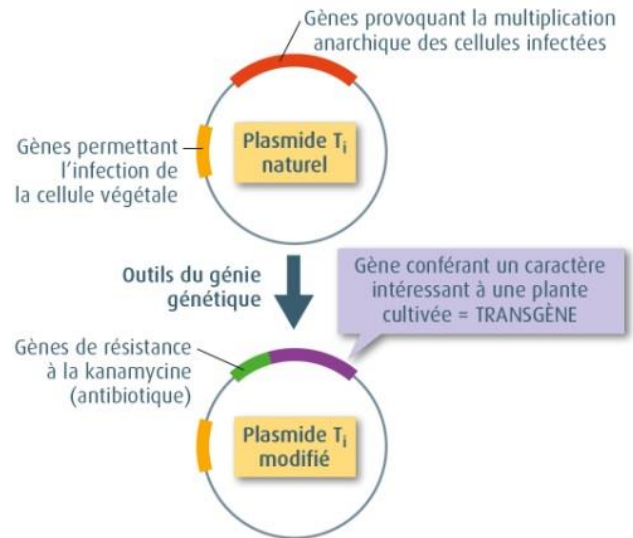 Gènes provoquant la multiplication
anarchique des cellules infectées
Gènes permettant
l'infection de
la cellule végétale
Plasmide Ti
naturel
Outils du génie
génétique
Gène conférant un caractère
intéressant à une plante
cultivée = TRANSGÈNE
Gènes de résistance
à la kanamycine
(antibiotique)
Plasmide Ti
modifié